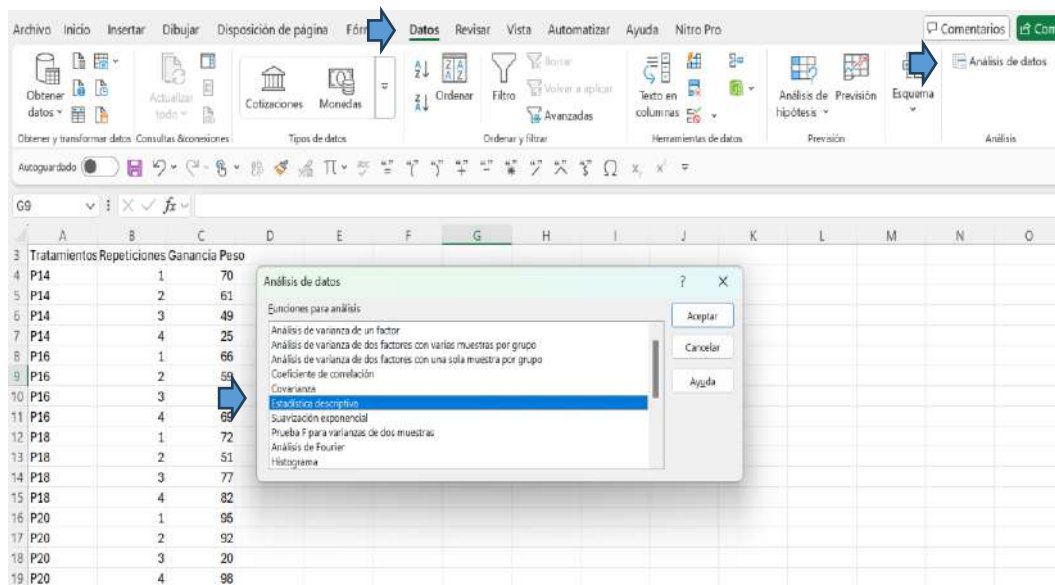 Archivo Inicio Insertar Dibujar Disposición de página Fórm Datos Revisar Vista Automatizar Ayuda Nitro Pro Comentarios Com
Obtener datos
Actualizar todo
Cotizaciones Monedas
Ordenar Filtro
Borrar
Volver a aplicar
Avanzadas
Texto en columnas
Análisis de hipótesis Previsión
Esquema
Análisis de datos
Obtener y transformar datos Consultas &conexiones Tipos de datos Ordenar y filtrar Herramientas de datos Previsión Análisis
Autoguardado
G9 fx
A B C D E F G H I J K L M N O
3 Tratamientos Repeticiones Ganancia Peso
4 P14 1 70
5 P14 2 61
6 P14 3 49
7 P14 4 25
8 P16 1 66
9 P16 2 59
10 P16 3
11 P16 4 69
12 P18 1 72
13 P18 2 51
14 P18 3 77
15 P18 4 82
16 P20 1 95
17 P20 2 92
18 P20 3 20
19 P20 4 98
Análisis de datos ? X
Funciones para análisis
Análisis de varianza de un factor
Análisis de varianza de dos factores con varias muestras por grupo
Análisis de varianza de dos factores con una sola muestra por grupo
Coeficiente de correlación
Covarianza
Estadística descriptiva
Suavización exponencial
Prueba F para varianzas de dos muestras
Análisis de Fourier
Histograma
Aceptar
Cancelar
Ayuda